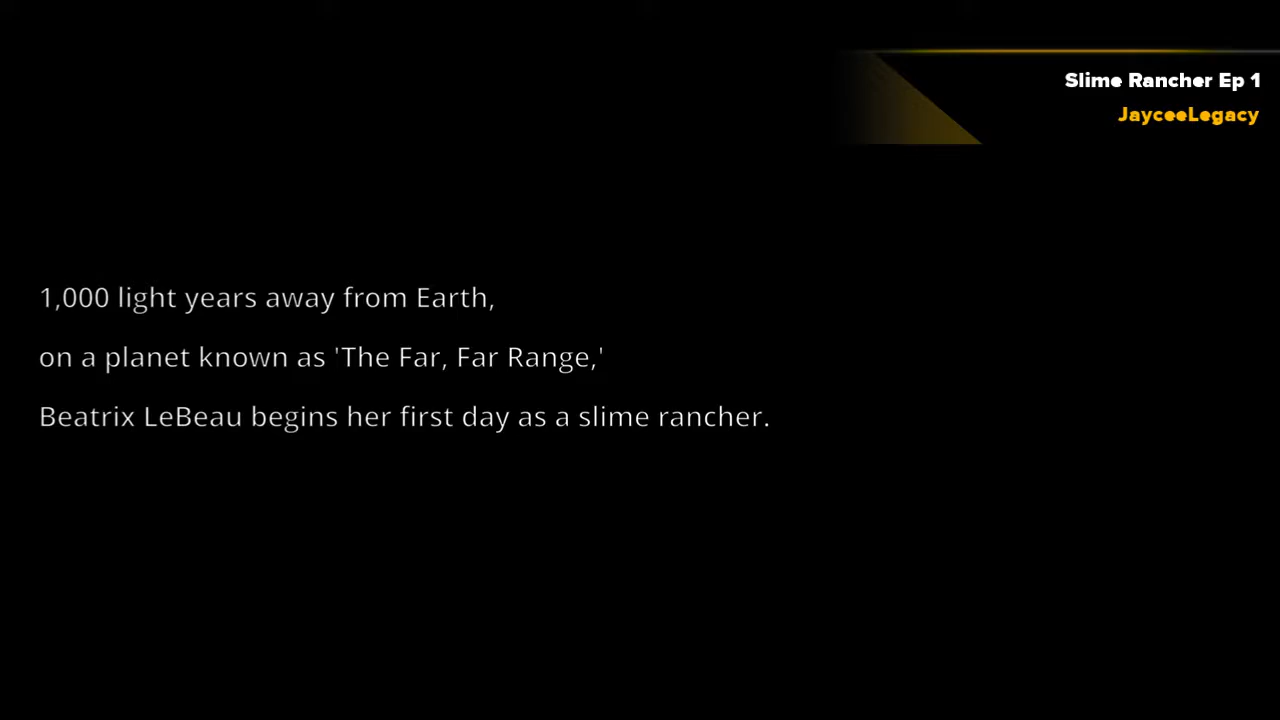 Slime Rancher Ep 1
JayceeLegacy
1,000 light years away from Earth,
on a planet known as 'The Far, Far Range,'
Beatrix LeBeau begins her first day as a slime rancher.